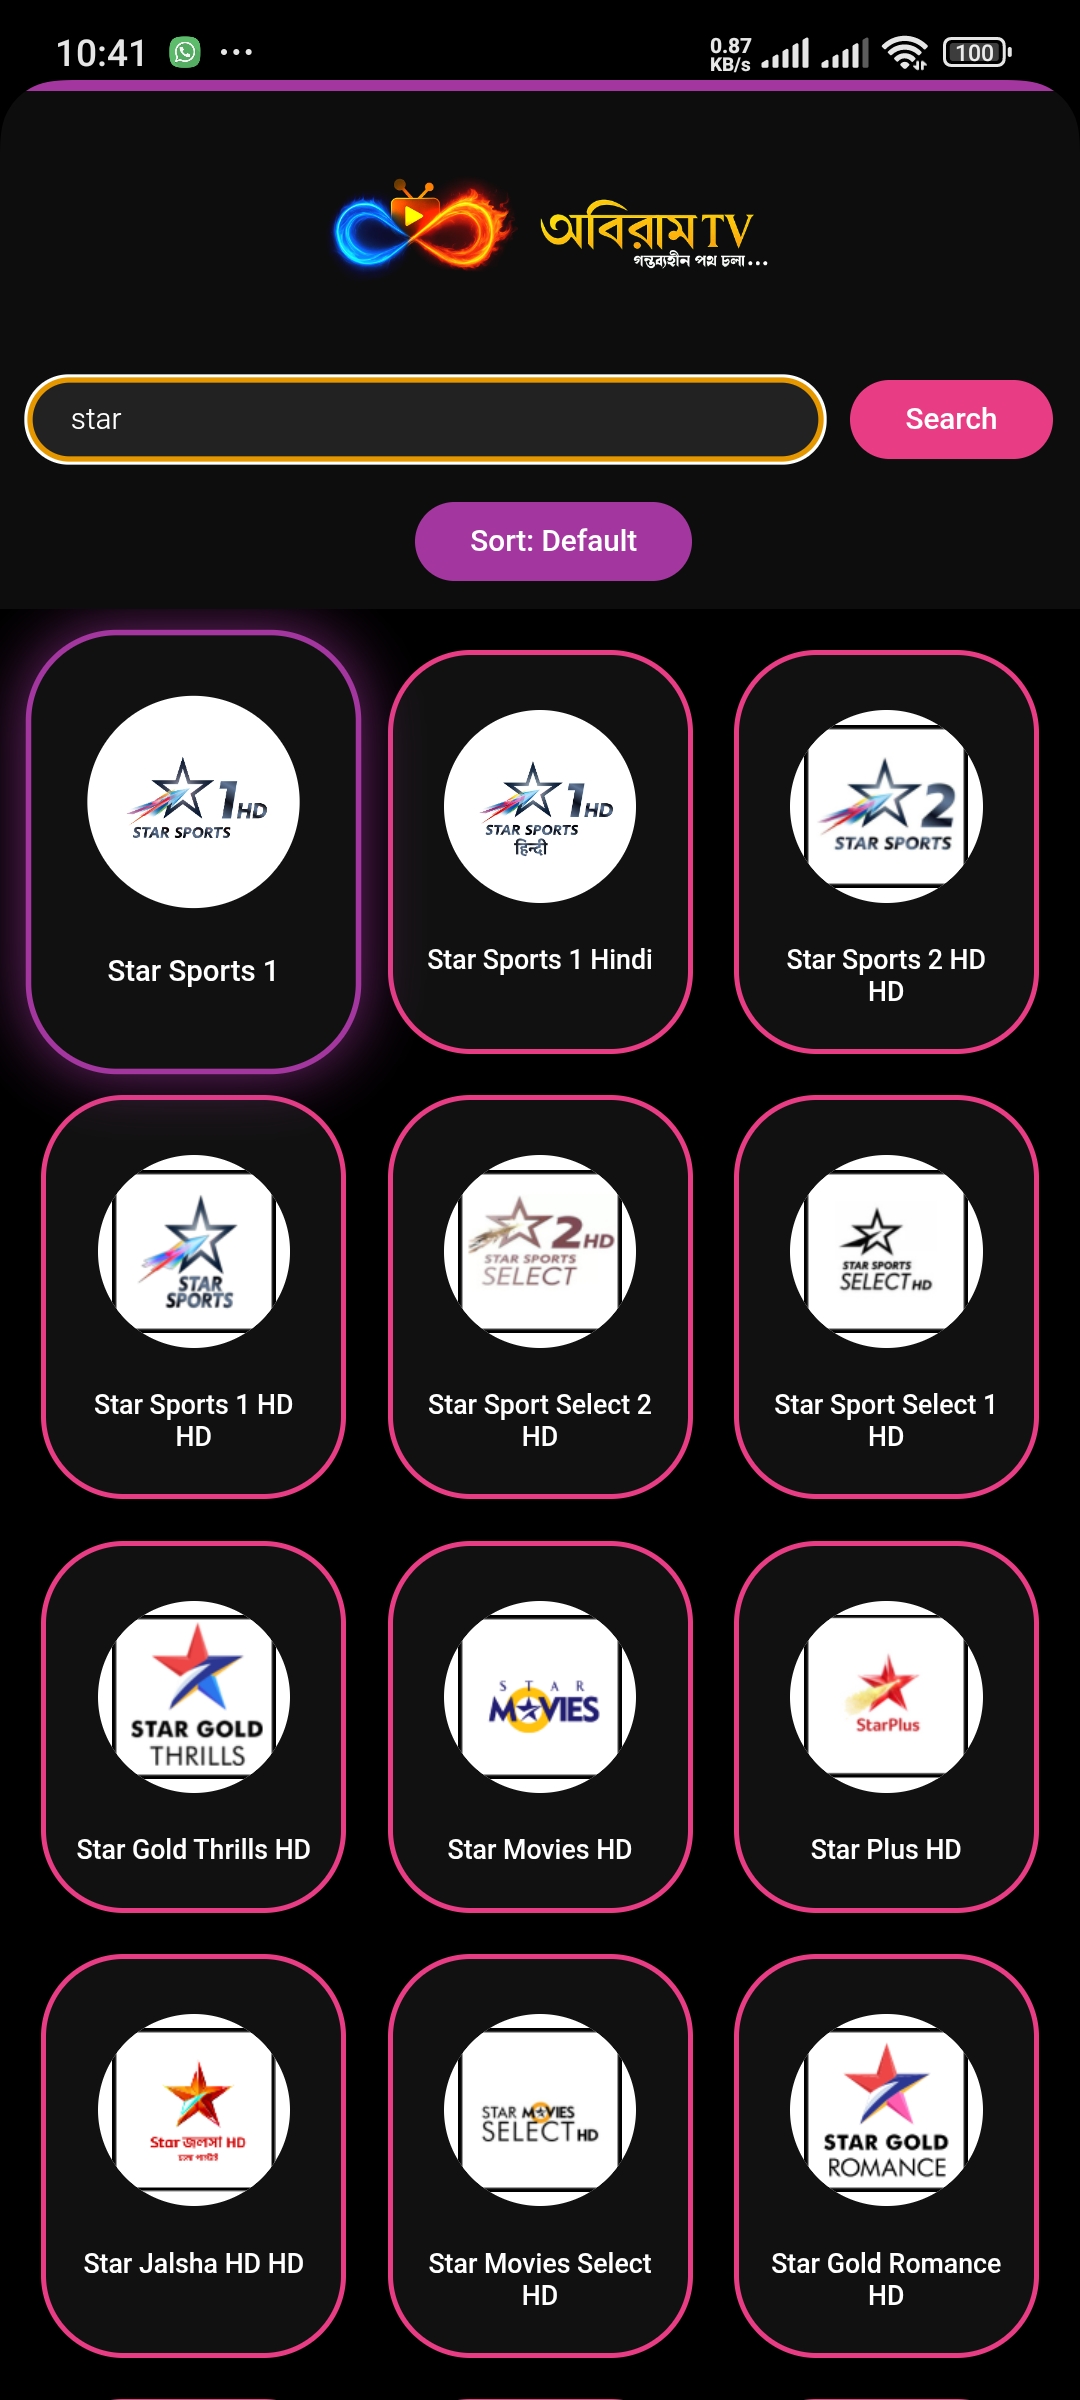 10:41
0.87
KB/s
100
অবিরাম TV
গন্তব্যহীন পথ চলা...
star
Search
Sort: Default
1HD
STAR SPORTS
Star Sports 1
1HD
STAR SPORTS
हिन्दी
Star Sports 1 Hindi
2
STAR SPORTS
Star Sports 2 HD
HD
STAR
SPORTS
Star Sports 1 HD
HD
2HD
STAR SPORTS
SELECT
Star Sport Select 2
HD
STAR SPORTS
SELECT HD
Star Sport Select 1
HD
STAR GOLD
THRILLS
Star Gold Thrills HD
STAR
MOVIES
Star Movies HD
StarPlus
Star Plus HD
Star জলসা HD
চলো পাল্টাই
Star Jalsha HD HD
STAR MOVIES
SELECT HD
Star Movies Select
HD
STAR GOLD
ROMANCE
Star Gold Romance
HD